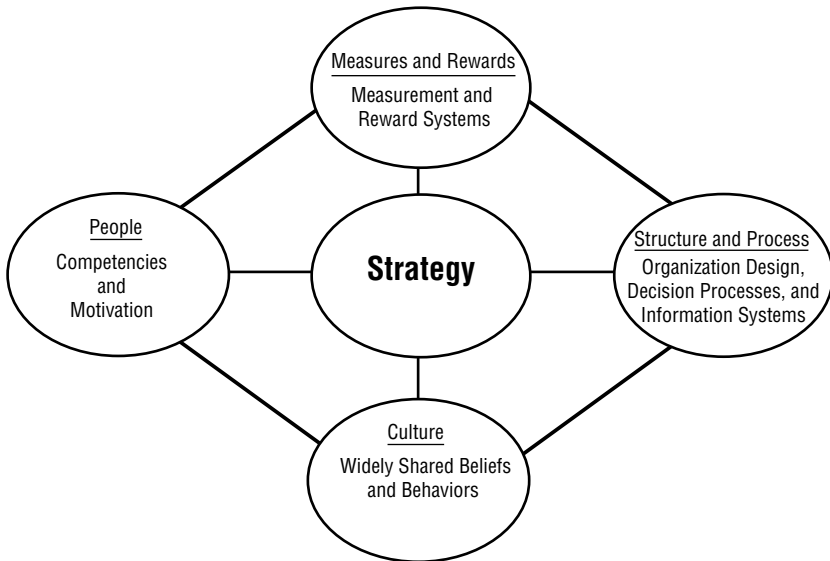 Measures and Rewards
Measurement and
Reward Systems
People
Competencies
and
Motivation
Strategy
Structure and Process
Organization Design,
Decision Processes, and
Information Systems
Culture
Widely Shared Beliefs
and Behaviors